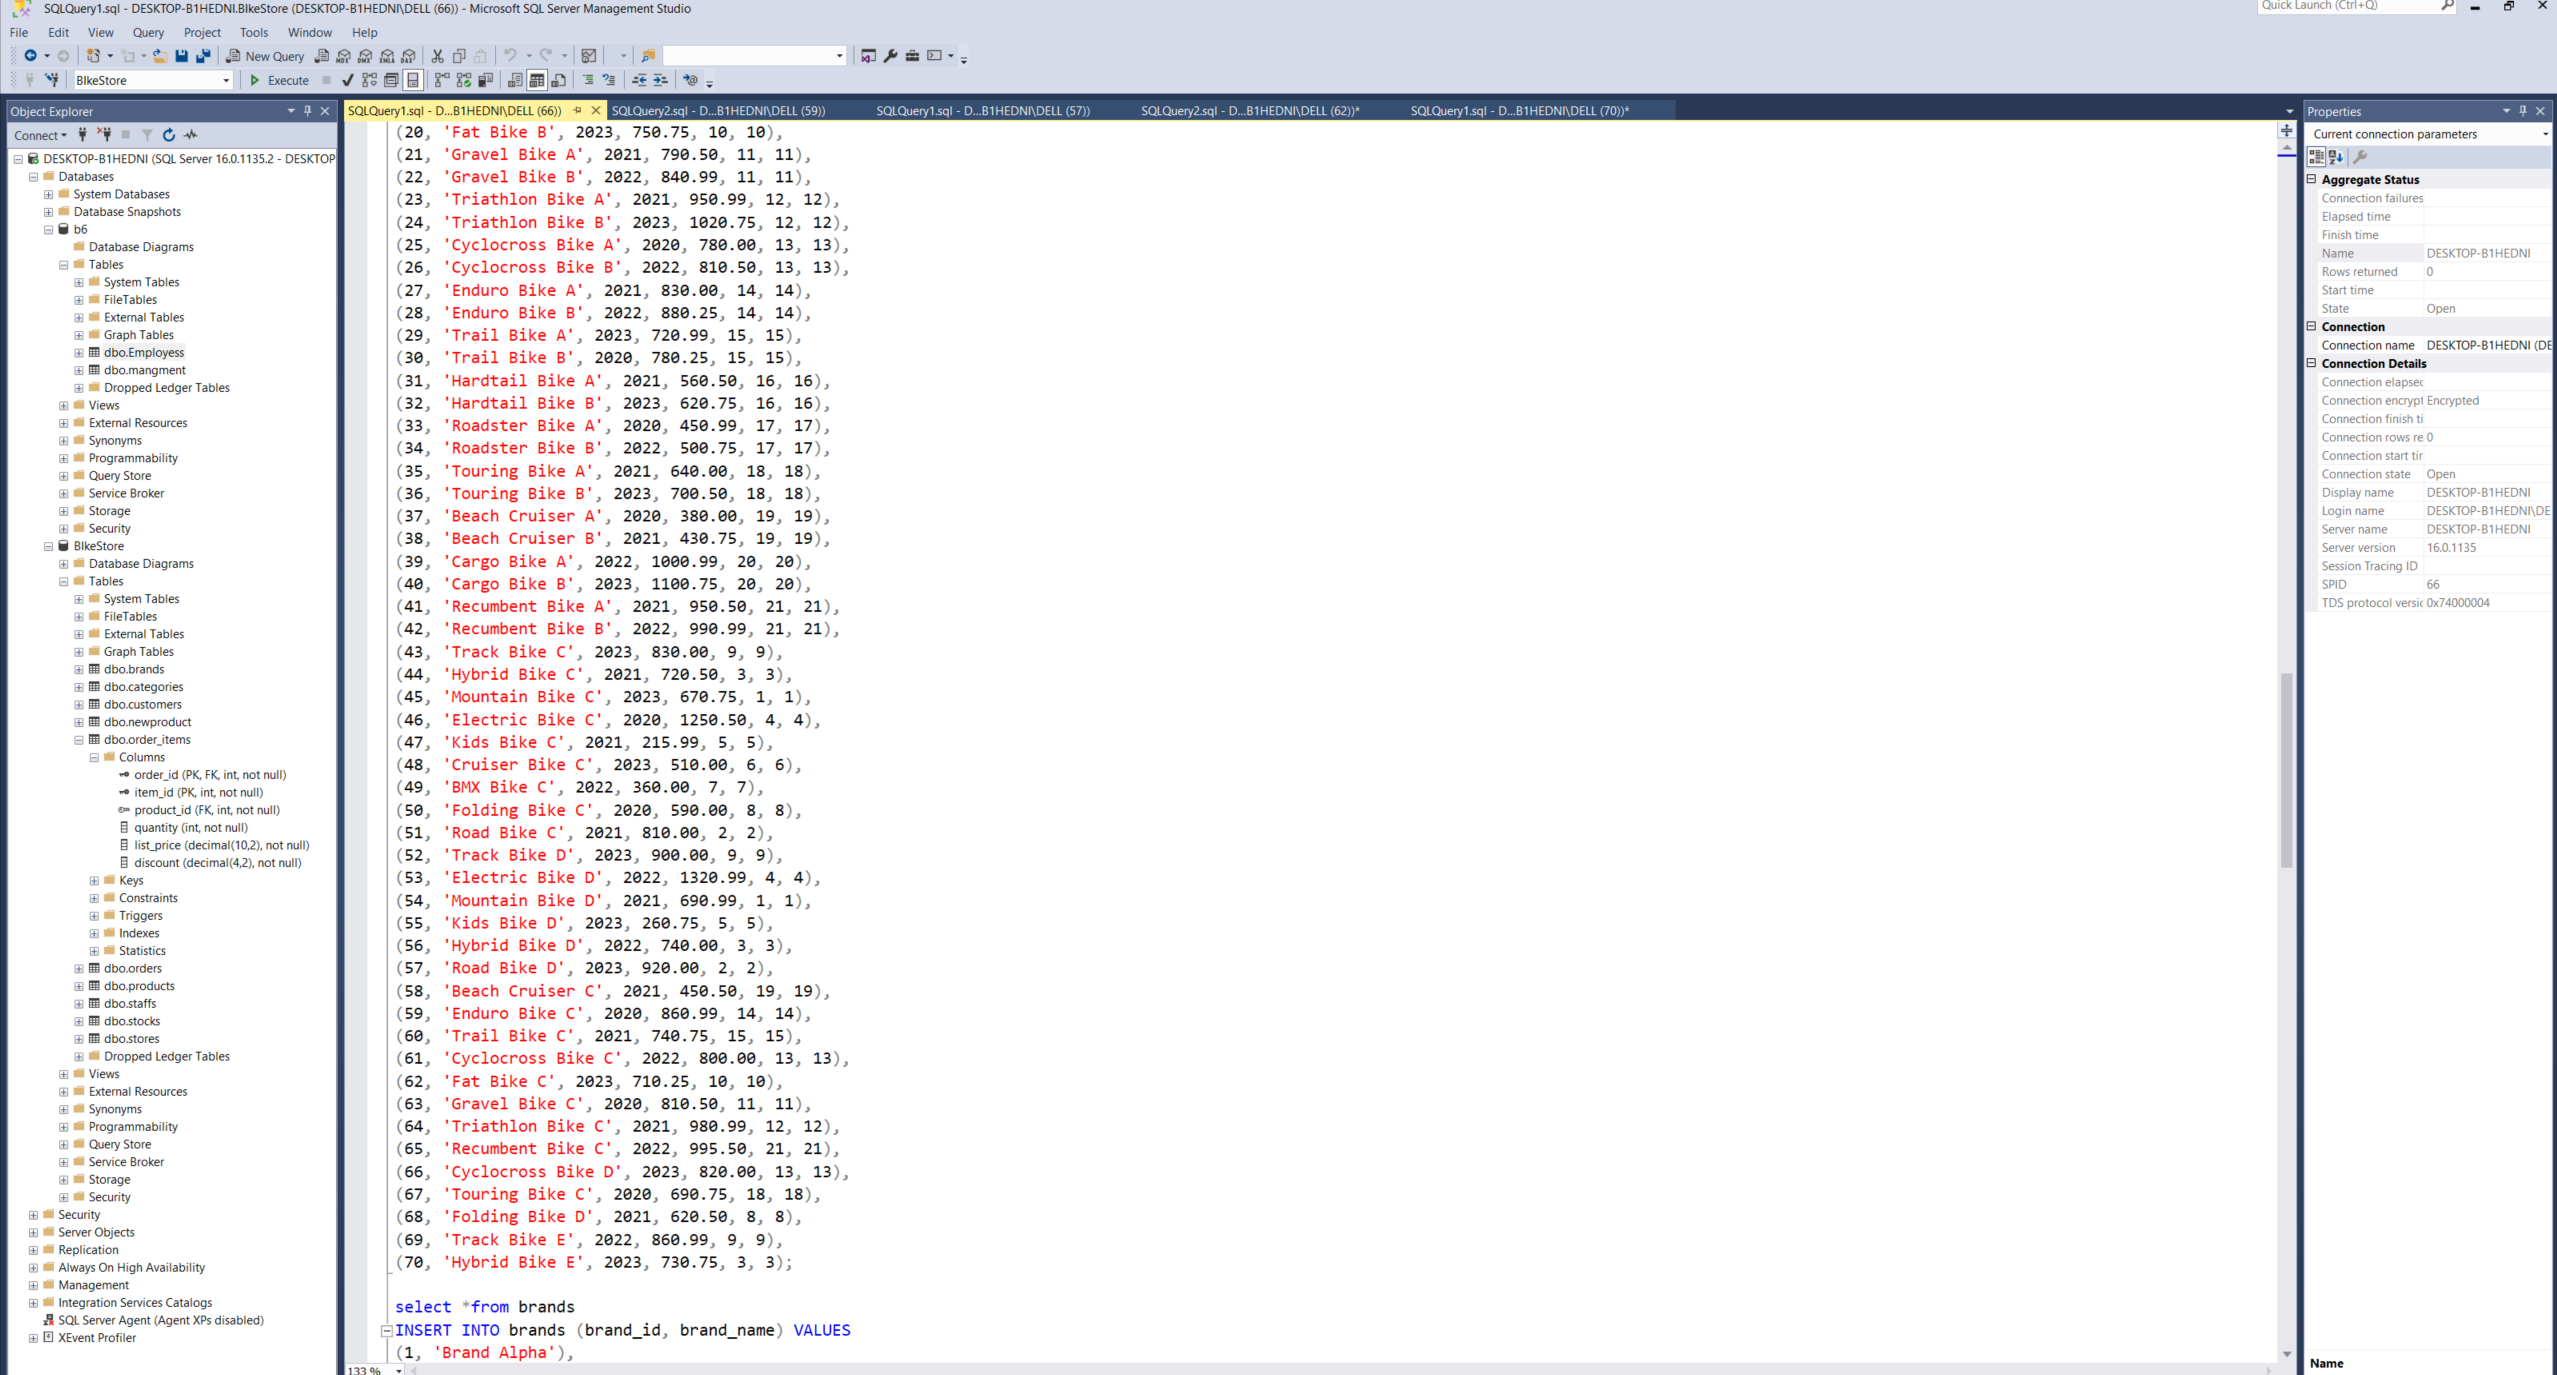 SQLQuery1.sql - DESKTOP-B1HEDNI.BIkeStore (DESKTOP-B1HEDNI\DELL (66)) - Microsoft SQL Server Management Studio
Quick Launch (Ctrl+Q)
File Edit View Query Project Tools Window Help
New Query MDX DMX XMLA DAX
BIkeStore Execute
Object Explorer
Connect
DESKTOP-B1HEDNI (SQL Server 16.0.1135.2 - DESKTOP
Databases
System Databases
Database Snapshots
b6
Database Diagrams
Tables
System Tables
FileTables
External Tables
Graph Tables
dbo.Employess
dbo.mangment
Dropped Ledger Tables
Views
External Resources
Synonyms
Programmability
Query Store
Service Broker
Storage
Security
BIkeStore
Database Diagrams
Tables
System Tables
FileTables
External Tables
Graph Tables
dbo.brands
dbo.categories
dbo.customers
dbo.newproduct
dbo.order_items
Columns
order_id (PK, FK, int, not null)
item_id (PK, int, not null)
product_id (FK, int, not null)
quantity (int, not null)
list_price (decimal(10,2), not null)
discount (decimal(4,2), not null)
Keys
Constraints
Triggers
Indexes
Statistics
dbo.orders
dbo.products
dbo.staffs
dbo.stocks
dbo.stores
Dropped Ledger Tables
Views
External Resources
Synonyms
Programmability
Query Store
Service Broker
Storage
Security
Security
Server Objects
Replication
Always On High Availability
Management
Integration Services Catalogs
SQL Server Agent (Agent XPs disabled)
XEvent Profiler
SQLQuery1.sql - D...B1HEDNI\DELL (66)) SQLQuery2.sql - D...B1HEDNI\DELL (59)) SQLQuery1.sql - D...B1HEDNI\DELL (57)) SQLQuery2.sql - D...B1HEDNI\DELL (62))* SQLQuery1.sql - D...B1HEDNI\DELL (70))*
(20, 'Fat Bike B', 2023, 750.75, 10, 10),
(21, 'Gravel Bike A', 2021, 790.50, 11, 11),
(22, 'Gravel Bike B', 2022, 840.99, 11, 11),
(23, 'Triathlon Bike A', 2021, 950.99, 12, 12),
(24, 'Triathlon Bike B', 2023, 1020.75, 12, 12),
(25, 'Cyclocross Bike A', 2020, 780.00, 13, 13),
(26, 'Cyclocross Bike B', 2022, 810.50, 13, 13),
(27, 'Enduro Bike A', 2021, 830.00, 14, 14),
(28, 'Enduro Bike B', 2022, 880.25, 14, 14),
(29, 'Trail Bike A', 2023, 720.99, 15, 15),
(30, 'Trail Bike B', 2020, 780.25, 15, 15),
(31, 'Hardtail Bike A', 2021, 560.50, 16, 16),
(32, 'Hardtail Bike B', 2023, 620.75, 16, 16),
(33, 'Roadster Bike A', 2020, 450.99, 17, 17),
(34, 'Roadster Bike B', 2022, 500.75, 17, 17),
(35, 'Touring Bike A', 2021, 640.00, 18, 18),
(36, 'Touring Bike B', 2023, 700.50, 18, 18),
(37, 'Beach Cruiser A', 2020, 380.00, 19, 19),
(38, 'Beach Cruiser B', 2021, 430.75, 19, 19),
(39, 'Cargo Bike A', 2022, 1000.99, 20, 20),
(40, 'Cargo Bike B', 2023, 1100.75, 20, 20),
(41, 'Recumbent Bike A', 2021, 950.50, 21, 21),
(42, 'Recumbent Bike B', 2022, 990.99, 21, 21),
(43, 'Track Bike C', 2023, 830.00, 9, 9),
(44, 'Hybrid Bike C', 2021, 720.50, 3, 3),
(45, 'Mountain Bike C', 2023, 670.75, 1, 1),
(46, 'Electric Bike C', 2020, 1250.50, 4, 4),
(47, 'Kids Bike C', 2021, 215.99, 5, 5),
(48, 'Cruiser Bike C', 2023, 510.00, 6, 6),
(49, 'BMX Bike C', 2022, 360.00, 7, 7),
(50, 'Folding Bike C', 2020, 590.00, 8, 8),
(51, 'Road Bike C', 2021, 810.00, 2, 2),
(52, 'Track Bike D', 2023, 900.00, 9, 9),
(53, 'Electric Bike D', 2022, 1320.99, 4, 4),
(54, 'Mountain Bike D', 2021, 690.99, 1, 1),
(55, 'Kids Bike D', 2023, 260.75, 5, 5),
(56, 'Hybrid Bike D', 2022, 740.00, 3, 3),
(57, 'Road Bike D', 2023, 920.00, 2, 2),
(58, 'Beach Cruiser C', 2021, 450.50, 19, 19),
(59, 'Enduro Bike C', 2020, 860.99, 14, 14),
(60, 'Trail Bike C', 2021, 740.75, 15, 15),
(61, 'Cyclocross Bike C', 2022, 800.00, 13, 13),
(62, 'Fat Bike C', 2023, 710.25, 10, 10),
(63, 'Gravel Bike C', 2020, 810.50, 11, 11),
(64, 'Triathlon Bike C', 2021, 980.99, 12, 12),
(65, 'Recumbent Bike C', 2022, 995.50, 21, 21),
(66, 'Cyclocross Bike D', 2023, 820.00, 13, 13),
(67, 'Touring Bike C', 2020, 690.75, 18, 18),
(68, 'Folding Bike D', 2021, 620.50, 8, 8),
(69, 'Track Bike E', 2022, 860.99, 9, 9),
(70, 'Hybrid Bike E', 2023, 730.75, 3, 3);
select *from brands
INSERT INTO brands (brand_id, brand_name) VALUES
(1, 'Brand Alpha'),
133 %
Properties
Current connection parameters
Aggregate Status
Connection failures
Elapsed time
Finish time
Name DESKTOP-B1HEDNI
Rows returned 0
Start time
State Open
Connection
Connection name DESKTOP-B1HEDNI (DE
Connection Details
Connection elapsec
Connection encrypt Encrypted
Connection finish ti
Connection rows re 0
Connection start tir
Connection state Open
Display name DESKTOP-B1HEDNI
Login name DESKTOP-B1HEDNI\DE
Server name DESKTOP-B1HEDNI
Server version 16.0.1135
Session Tracing ID
SPID 66
TDS protocol versic 0x74000004
Name